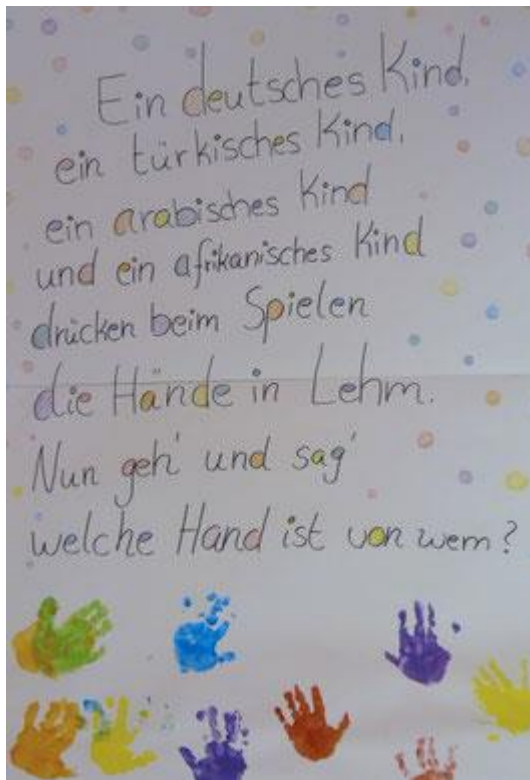 Ein deutsches Kind,
ein türkisches Kind,
ein arabisches Kind
und ein afrikanisches Kind
drücken beim Spielen
die Hände in Lehm.
Nun geh' und sag'
welche Hand ist von wem?